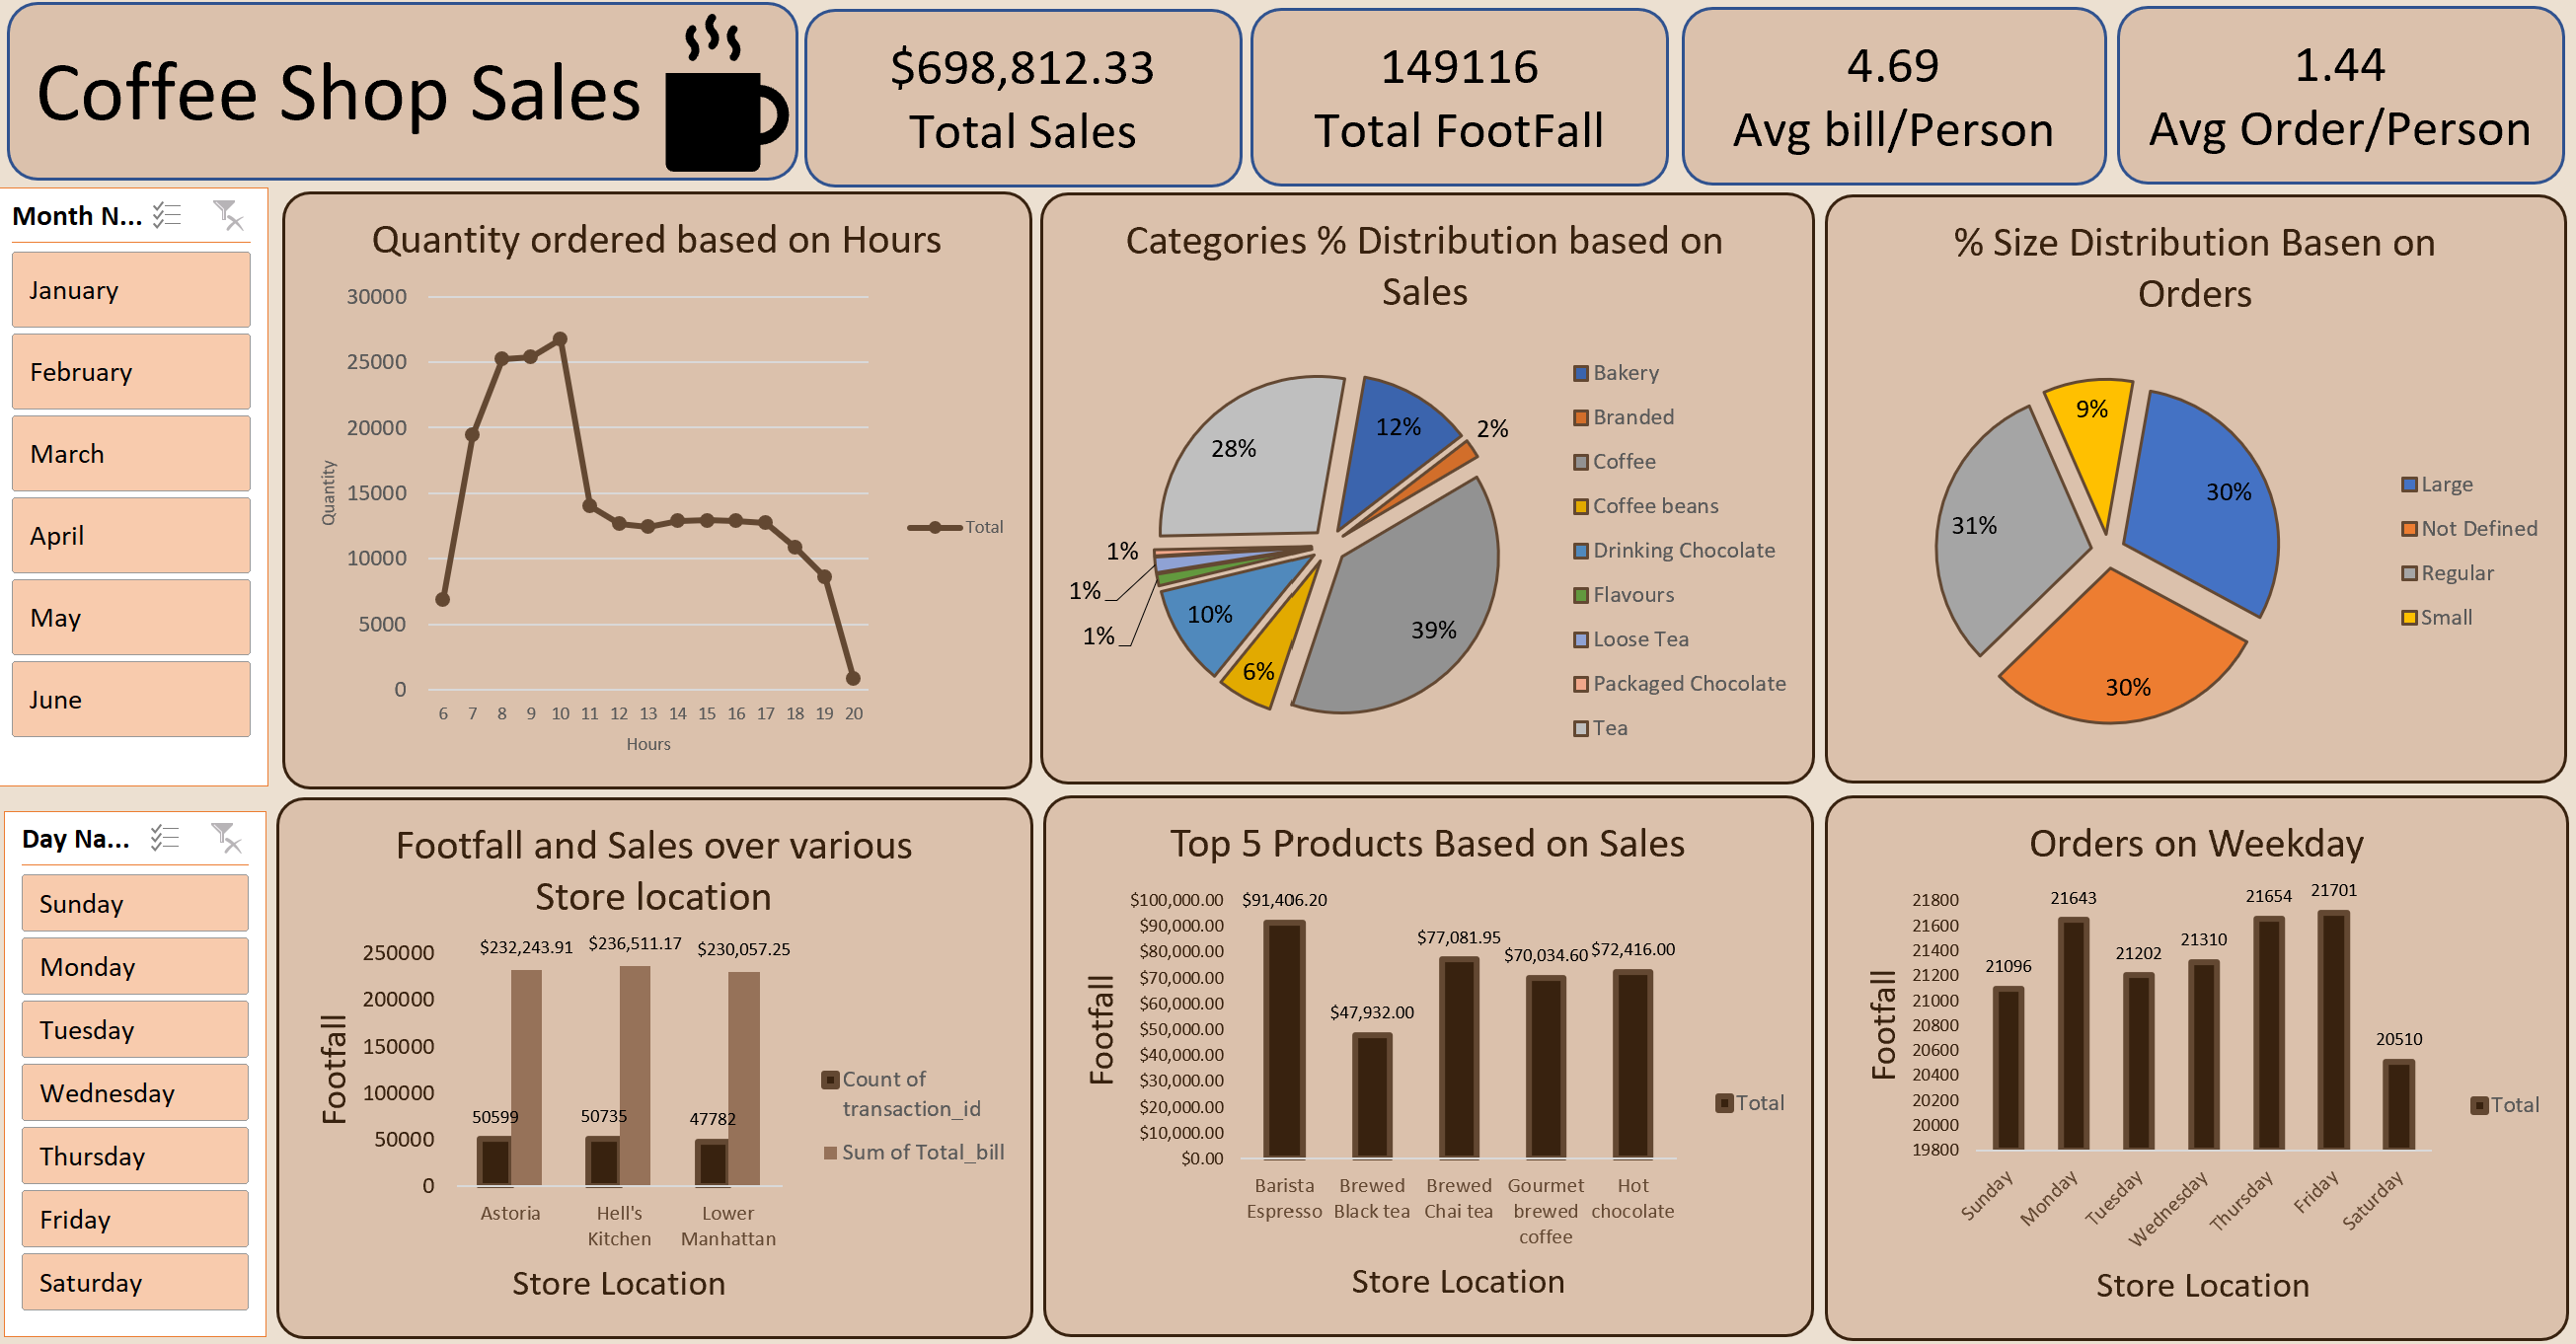 Coffee Shop Sales
$698,812.33
Total Sales
149116
Total FootFall
4.69
Avg bill/Person
1.44
Avg Order/Person
Month N...
January
February
March
April
May
June
Quantity ordered based on Hours
30000
25000
20000
15000
10000
5000
0
Quantity
6 7 8 9 10 11 12 13 14 15 16 17 18 19 20
Hours
Total
Categories % Distribution based on
Sales
28%
12%
2%
1%
1%
1%
10%
6%
39%
Bakery
Branded
Coffee
Coffee beans
Drinking Chocolate
Flavours
Loose Tea
Packaged Chocolate
Tea
% Size Distribution Basen on
Orders
9%
30%
31%
30%
Large
Not Defined
Regular
Small
Day Na...
Sunday
Monday
Tuesday
Wednesday
Thursday
Friday
Saturday
Footfall and Sales over various
Store location
250000
200000
150000
100000
50000
0
Footfall
$232,243.91
$236,511.17
$230,057.25
50599
50735
47782
Astoria
Hell's
Kitchen
Lower
Manhattan
Store Location
Count of
transaction_id
Sum of Total_bill
Top 5 Products Based on Sales
$100,000.00
$90,000.00
$80,000.00
$70,000.00
$60,000.00
$50,000.00
$40,000.00
$30,000.00
$20,000.00
$10,000.00
$0.00
Footfall
$91,406.20
$47,932.00
$77,081.95
$70,034.60
$72,416.00
Barista
Espresso
Brewed
Black tea
Brewed
Chai tea
Gourmet
brewed
coffee
Hot
chocolate
Store Location
Total
Orders on Weekday
21800
21600
21400
21200
21000
20800
20600
20400
20200
20000
19800
Footfall
21096
21643
21202
21310
21654
21701
20510
Sunday
Monday
Tuesday
Wednesday
Thursday
Friday
Saturday
Store Location
Total